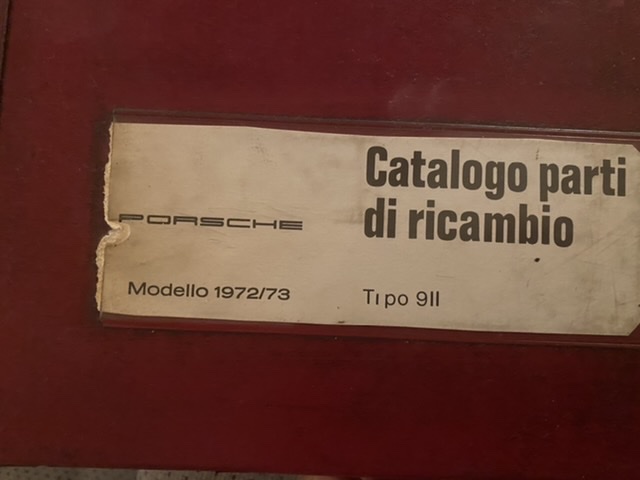 Catalogo parti
di ricambio
PORSCHE
Modello 1972/73
Tipo 911